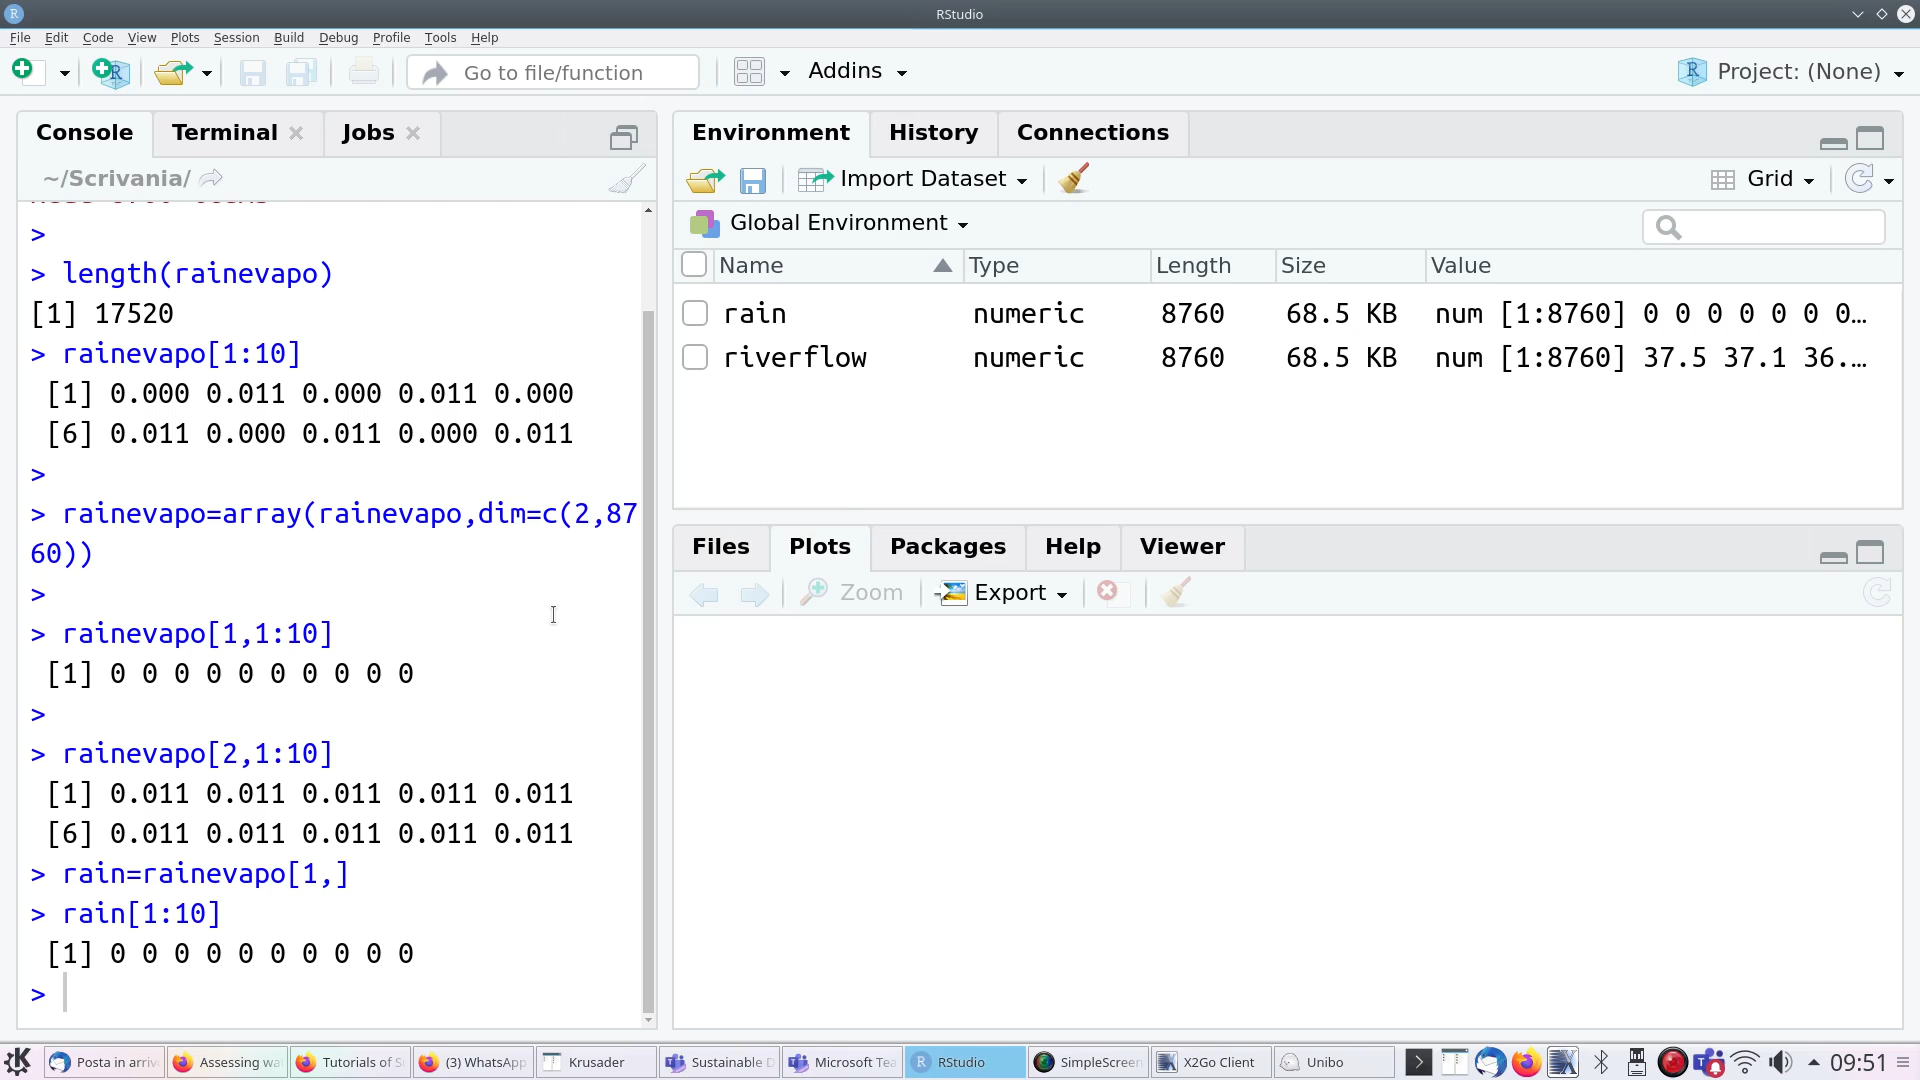 RStudio
File Edit Code View Plots Session Build Debug Profile Tools Help
Go to file/function
Addins
Project: (None)
Console Terminal Jobs
~/Scrivania/
>
> length(rainevapo)
[1] 17520
> rainevapo[1:10]
[1] 0.000 0.011 0.000 0.011 0.000
[6] 0.011 0.000 0.011 0.000 0.011
>
> rainevapo=array(rainevapo,dim=c(2,87
60))
>
> rainevapo[1,1:10]
[1] 0 0 0 0 0 0 0 0 0 0
>
> rainevapo[2,1:10]
[1] 0.011 0.011 0.011 0.011 0.011
[6] 0.011 0.011 0.011 0.011 0.011
> rain=rainevapo[1,]
> rain[1:10]
[1] 0 0 0 0 0 0 0 0 0 0
>
Environment History Connections
Import Dataset Grid
Global Environment
Name Type Length Size Value
rain numeric 8760 68.5 KB num [1:8760] 0 0 0 0 0 0 0…
riverflow numeric 8760 68.5 KB num [1:8760] 37.5 37.1 36.…
Files Plots Packages Help Viewer
Zoom Export
Posta in arriv Assessing wa Tutorials of S (3) WhatsApp Krusader Sustainable D Microsoft Tea RStudio SimpleScreen X2Go Client Unibo 09:51